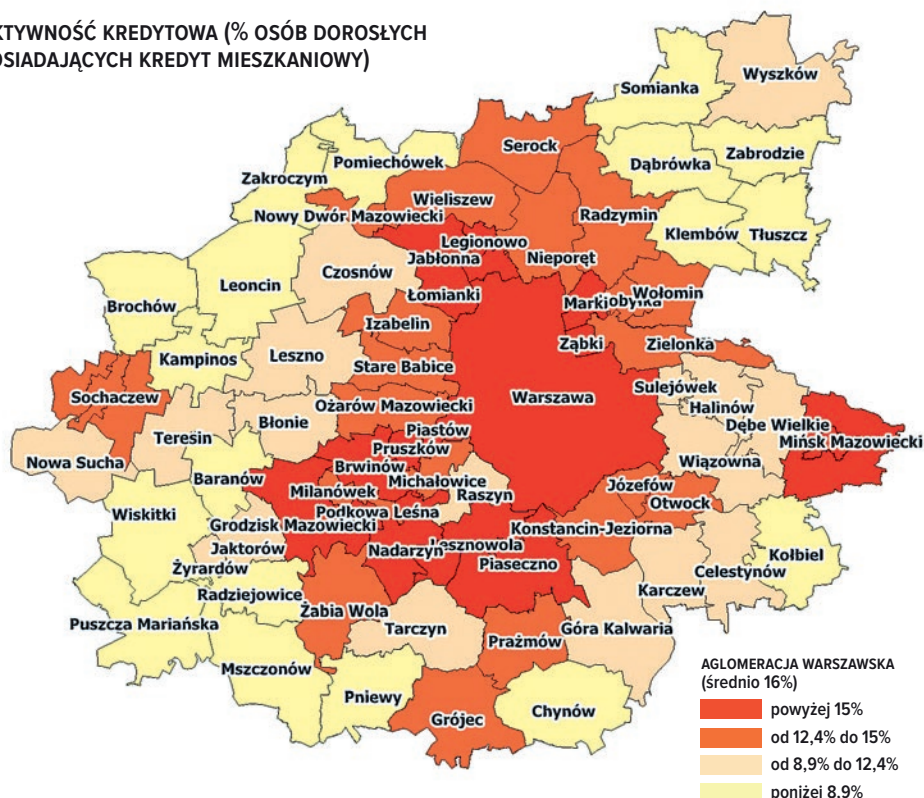 KTYWNOŚĆ KREDYTOWA (% OSÓB DOROSŁYCH
OSIADAJĄCYCH KREDYT MIESZKANIOWY)
Wyszków
Somianka
Serock
Dąbrówka
Zabrodzie
Pomiechówek
Zakroczym
Wieliszew
Nowy Dwór Mazowiecki
Radzymin
Klembów
Tłuszcz
Legionowo
Jabłonna
Nieporęt
Czosnów
Leoncin
Łomianki
Marki
obyłka
Wołomin
Brochów
Izabelin
Ząbki
Zielonka
Kampinos
Leszno
Stare Babice
Sulejówek
Sochaczew
Warszawa
Ożarów Mazowiecki
Halinów
Błonie
Dębe Wielkie
Teresin
Piastów
Mińsk Mazowiecki
Pruszków
Nowa Sucha
Brwinów
Wiązowna
Baranów
Michałowice
Milanówek
Józefów
Raszyn
Otwock
Wiskitki
Podkowa Leśna
Grodzisk Mazowiecki
Konstancin-Jeziorna
Jaktorów
Nadarzyn
Lesznowola
Kołbiel
Żyrardów
Piaseczno
Celestynów
Radziejowice
Karczew
Żabia Wola
Puszcza Mariańska
Tarczyn
Prażmów
Góra Kalwaria
Mszczonów
Pniewy
Grójec
Chynów
AGLOMERACJA WARSZAWSKA
(średnio 16%)
powyżej 15%
od 12,4% do 15%
od 8,9% do 12,4%
poniżej 8,9%